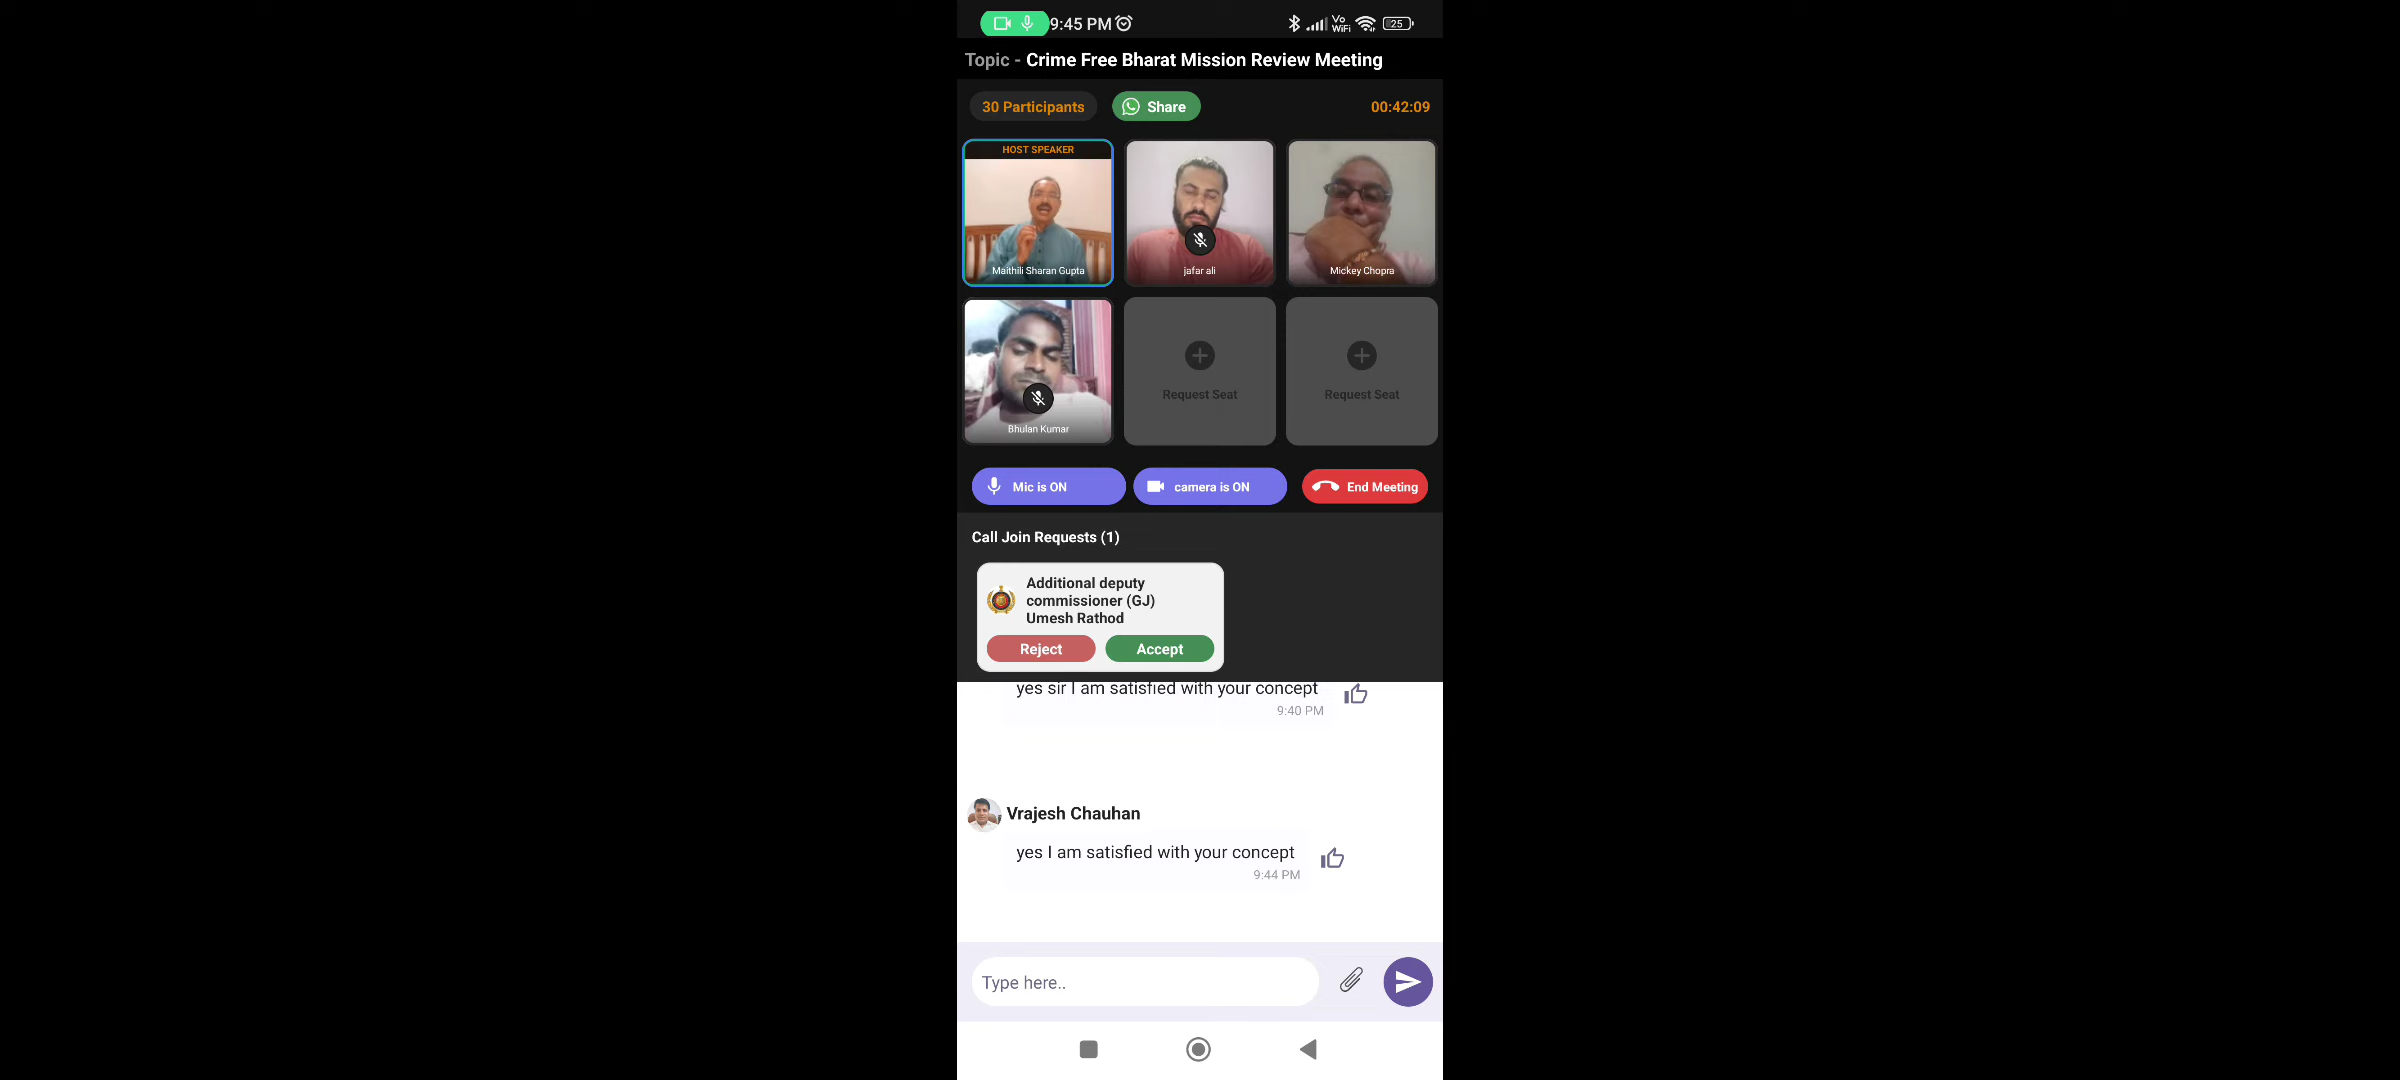 9:45 PM
Vo
WiFi
25
Topic - Crime Free Bharat Mission Review Meeting
30 Participants
Share
00:42:09
HOST SPEAKER
Maithili Sharan Gupta
jafar ali
Mickey Chopra
Bhulan Kumar
Request Seat
Request Seat
Mic is ON
camera is ON
End Meeting
Call Join Requests (1)
Additional deputy
commissioner (GJ)
Umesh Rathod
Reject
Accept
yes sir I am satisfied with your concept
9:40 PM
Vrajesh Chauhan
yes I am satisfied with your concept
9:44 PM
Type here..